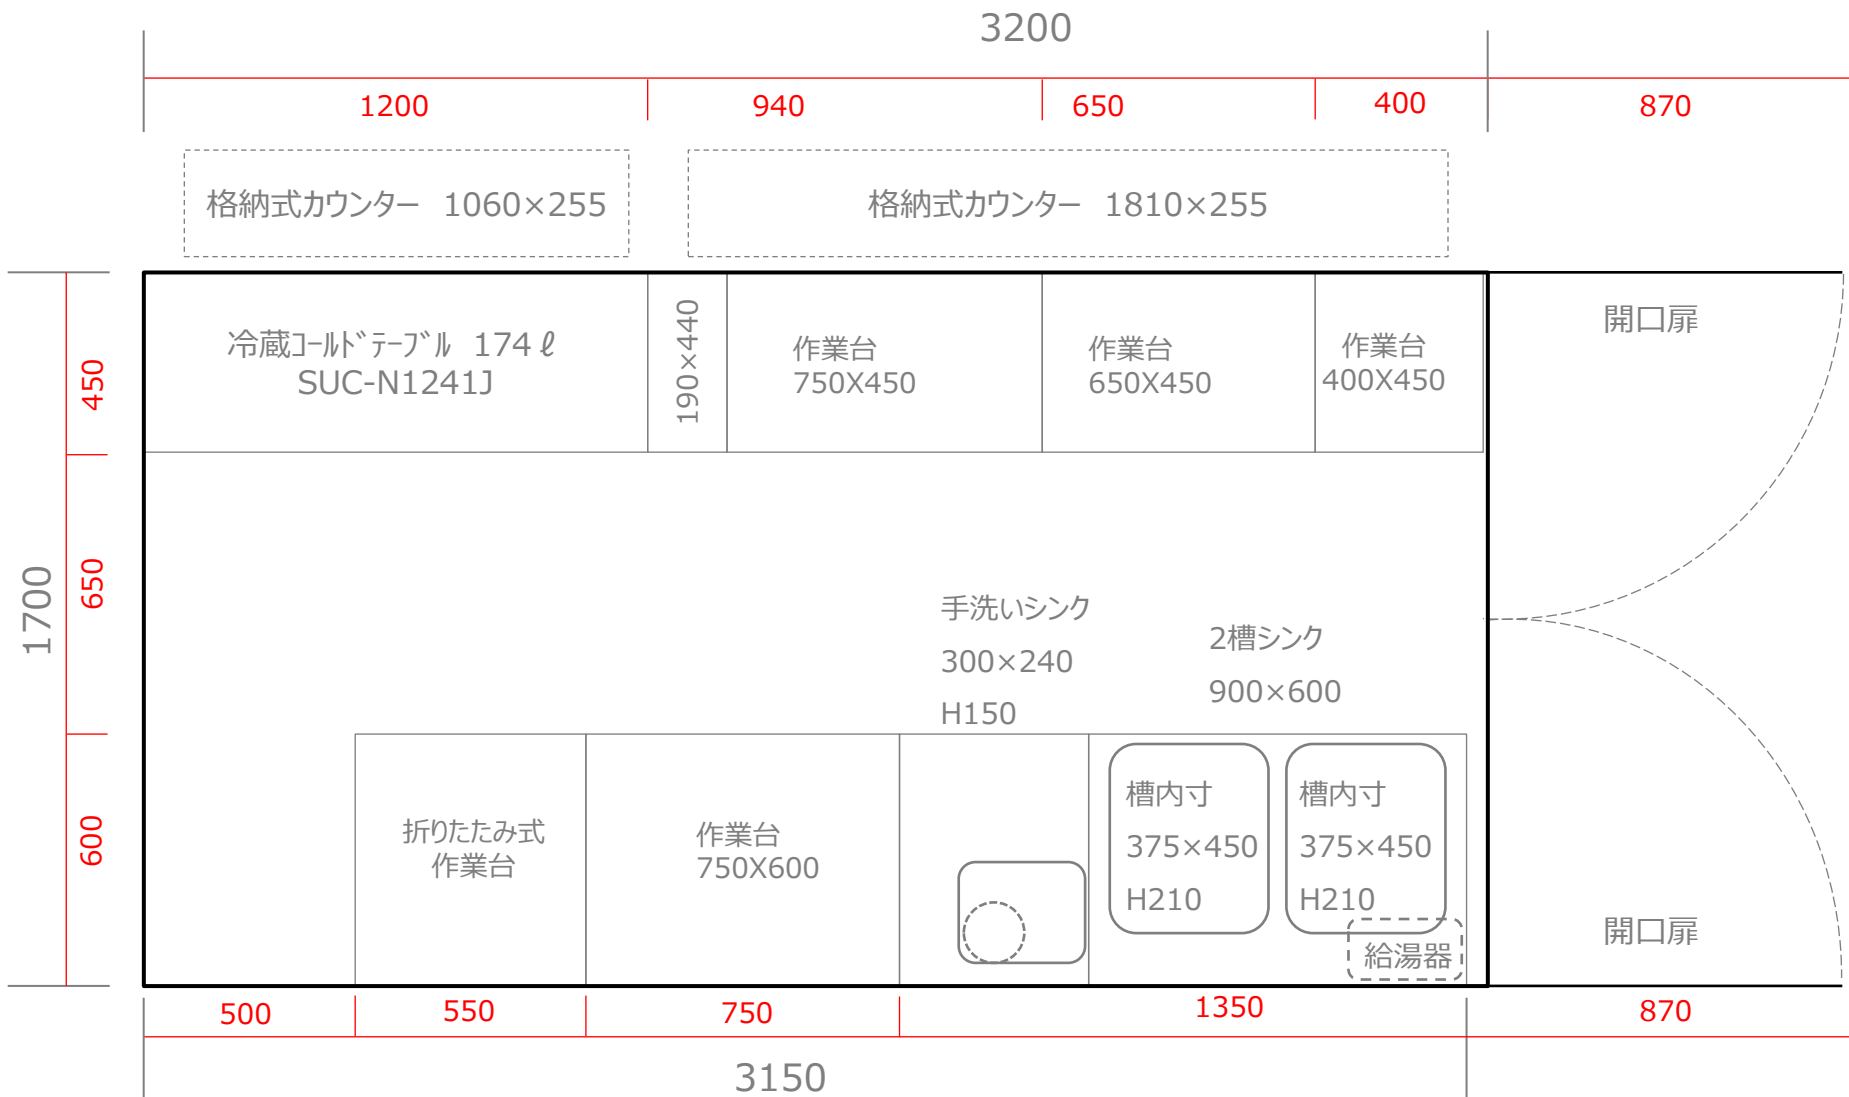 3200
1200
940
650
400
870
格納式カウンター 1060×255
格納式カウンター 1810×255
冷蔵ｺｰﾙﾄﾞﾃｰﾌﾞﾙ 174ℓ
SUC-N1241J
190×440
作業台
750X450
作業台
650X450
作業台
400X450
開口扉
450
650
600
1700
手洗いシンク
300×240
H150
2槽シンク
900×600
折りたたみ式
作業台
作業台
750X600
槽内寸
375×450
H210
槽内寸
375×450
H210
給湯器
開口扉
500
550
750
1350
870
3150